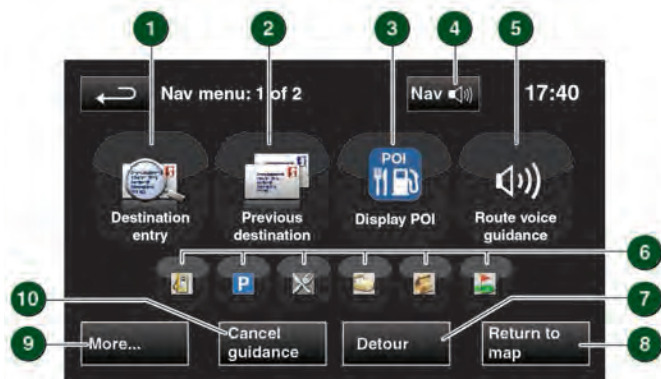 1
2
3
4
5
Nav menu: 1 of 2
Nav
17:40
POI
Destination
entry
Previous
destination
Display POI
Route voice
guidance
6
P
10
7
9
More...
Cancel
guidance
Detour
Return to
map
8